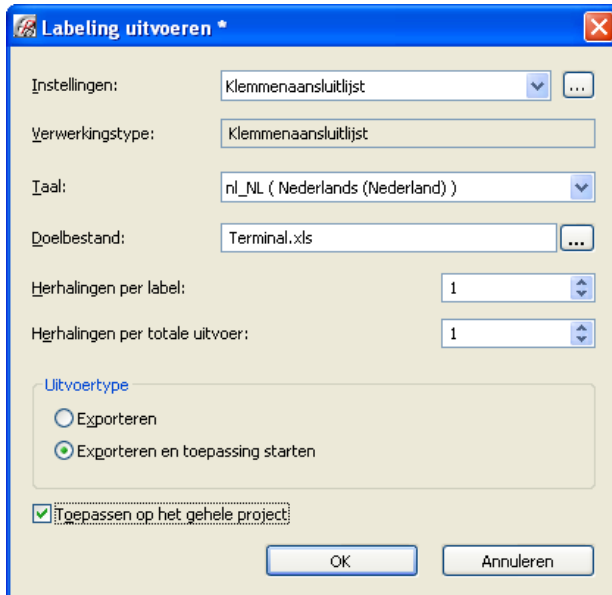 Labeling uitvoeren *
Instellingen: Klemmenaansluitlijst ...
Verwerkingstype: Klemmenaansluitlijst
Taal: nl_NL ( Nederlands (Nederland) )
Doelbestand: Terminal.xls ...
Herhalingen per label: 1
Herhalingen per totale uitvoer: 1
Uitvoertype
Exporteren
Exporteren en toepassing starten
Toepassen op het gehele project
OK Annuleren